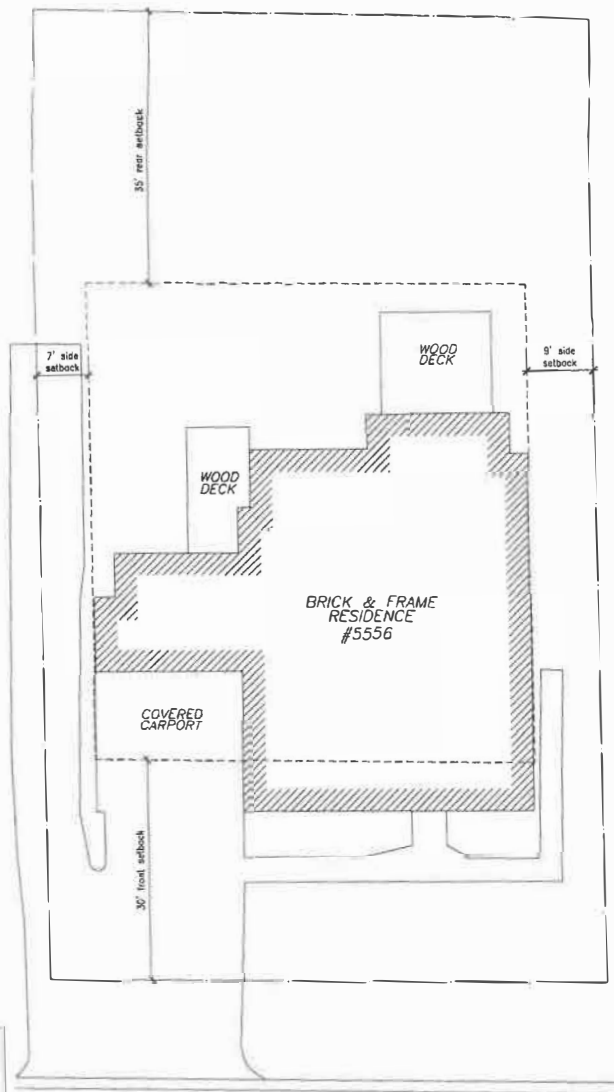 35' rear setback
7' side
setback
WOOD
DECK
9' side
setback
WOOD
DECK
BRICK & FRAME
RESIDENCE
#5556
COVERED
CARPORT
30' front setback